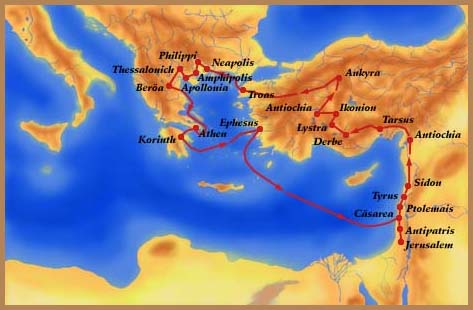 Philippi
Neapolis
Thessalonich
Amphipolis
Ankyra
Beröa
Apollonia
Troas
Antiochia
Ikonion
Ephesus
Tarsus
Korinth
Athen
Lystra
Antiochia
Derbe
Sidon
Tyrus
Cäsarea
Ptolemais
Antipatris
Jerusalem